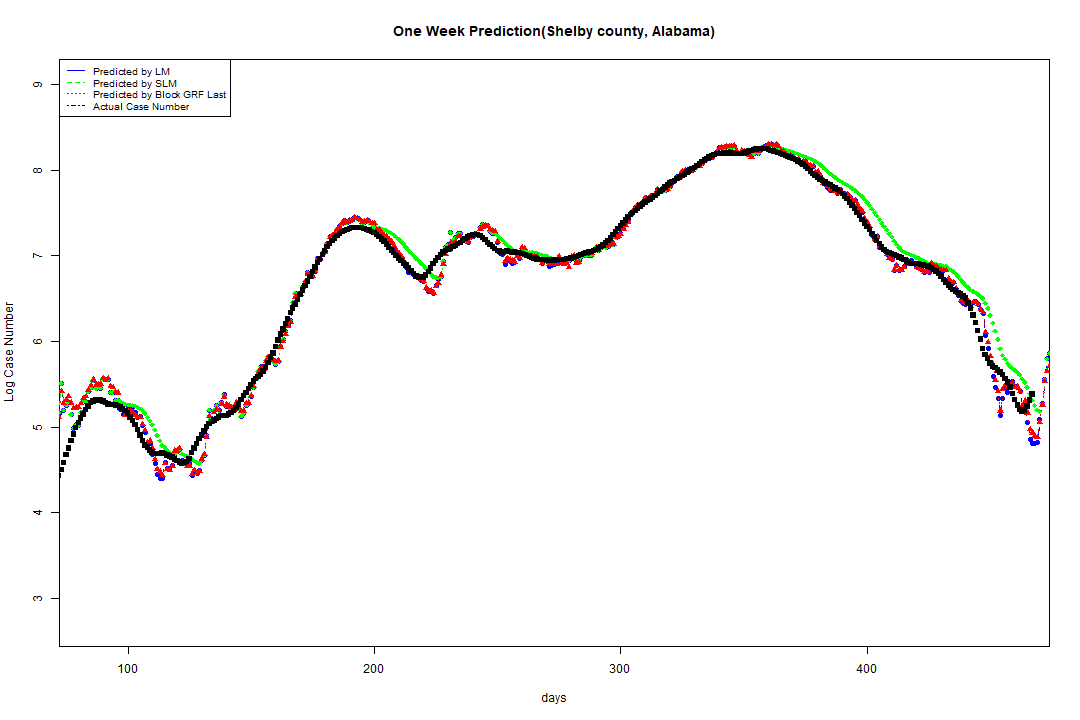 One Week Prediction(Shelby county, Alabama)
Predicted by LM
Predicted by SLM
Predicted by Block GRF Last
Actual Case Number
9
8
7
6
5
4
3
Log Case Number
100 200 300 400
days